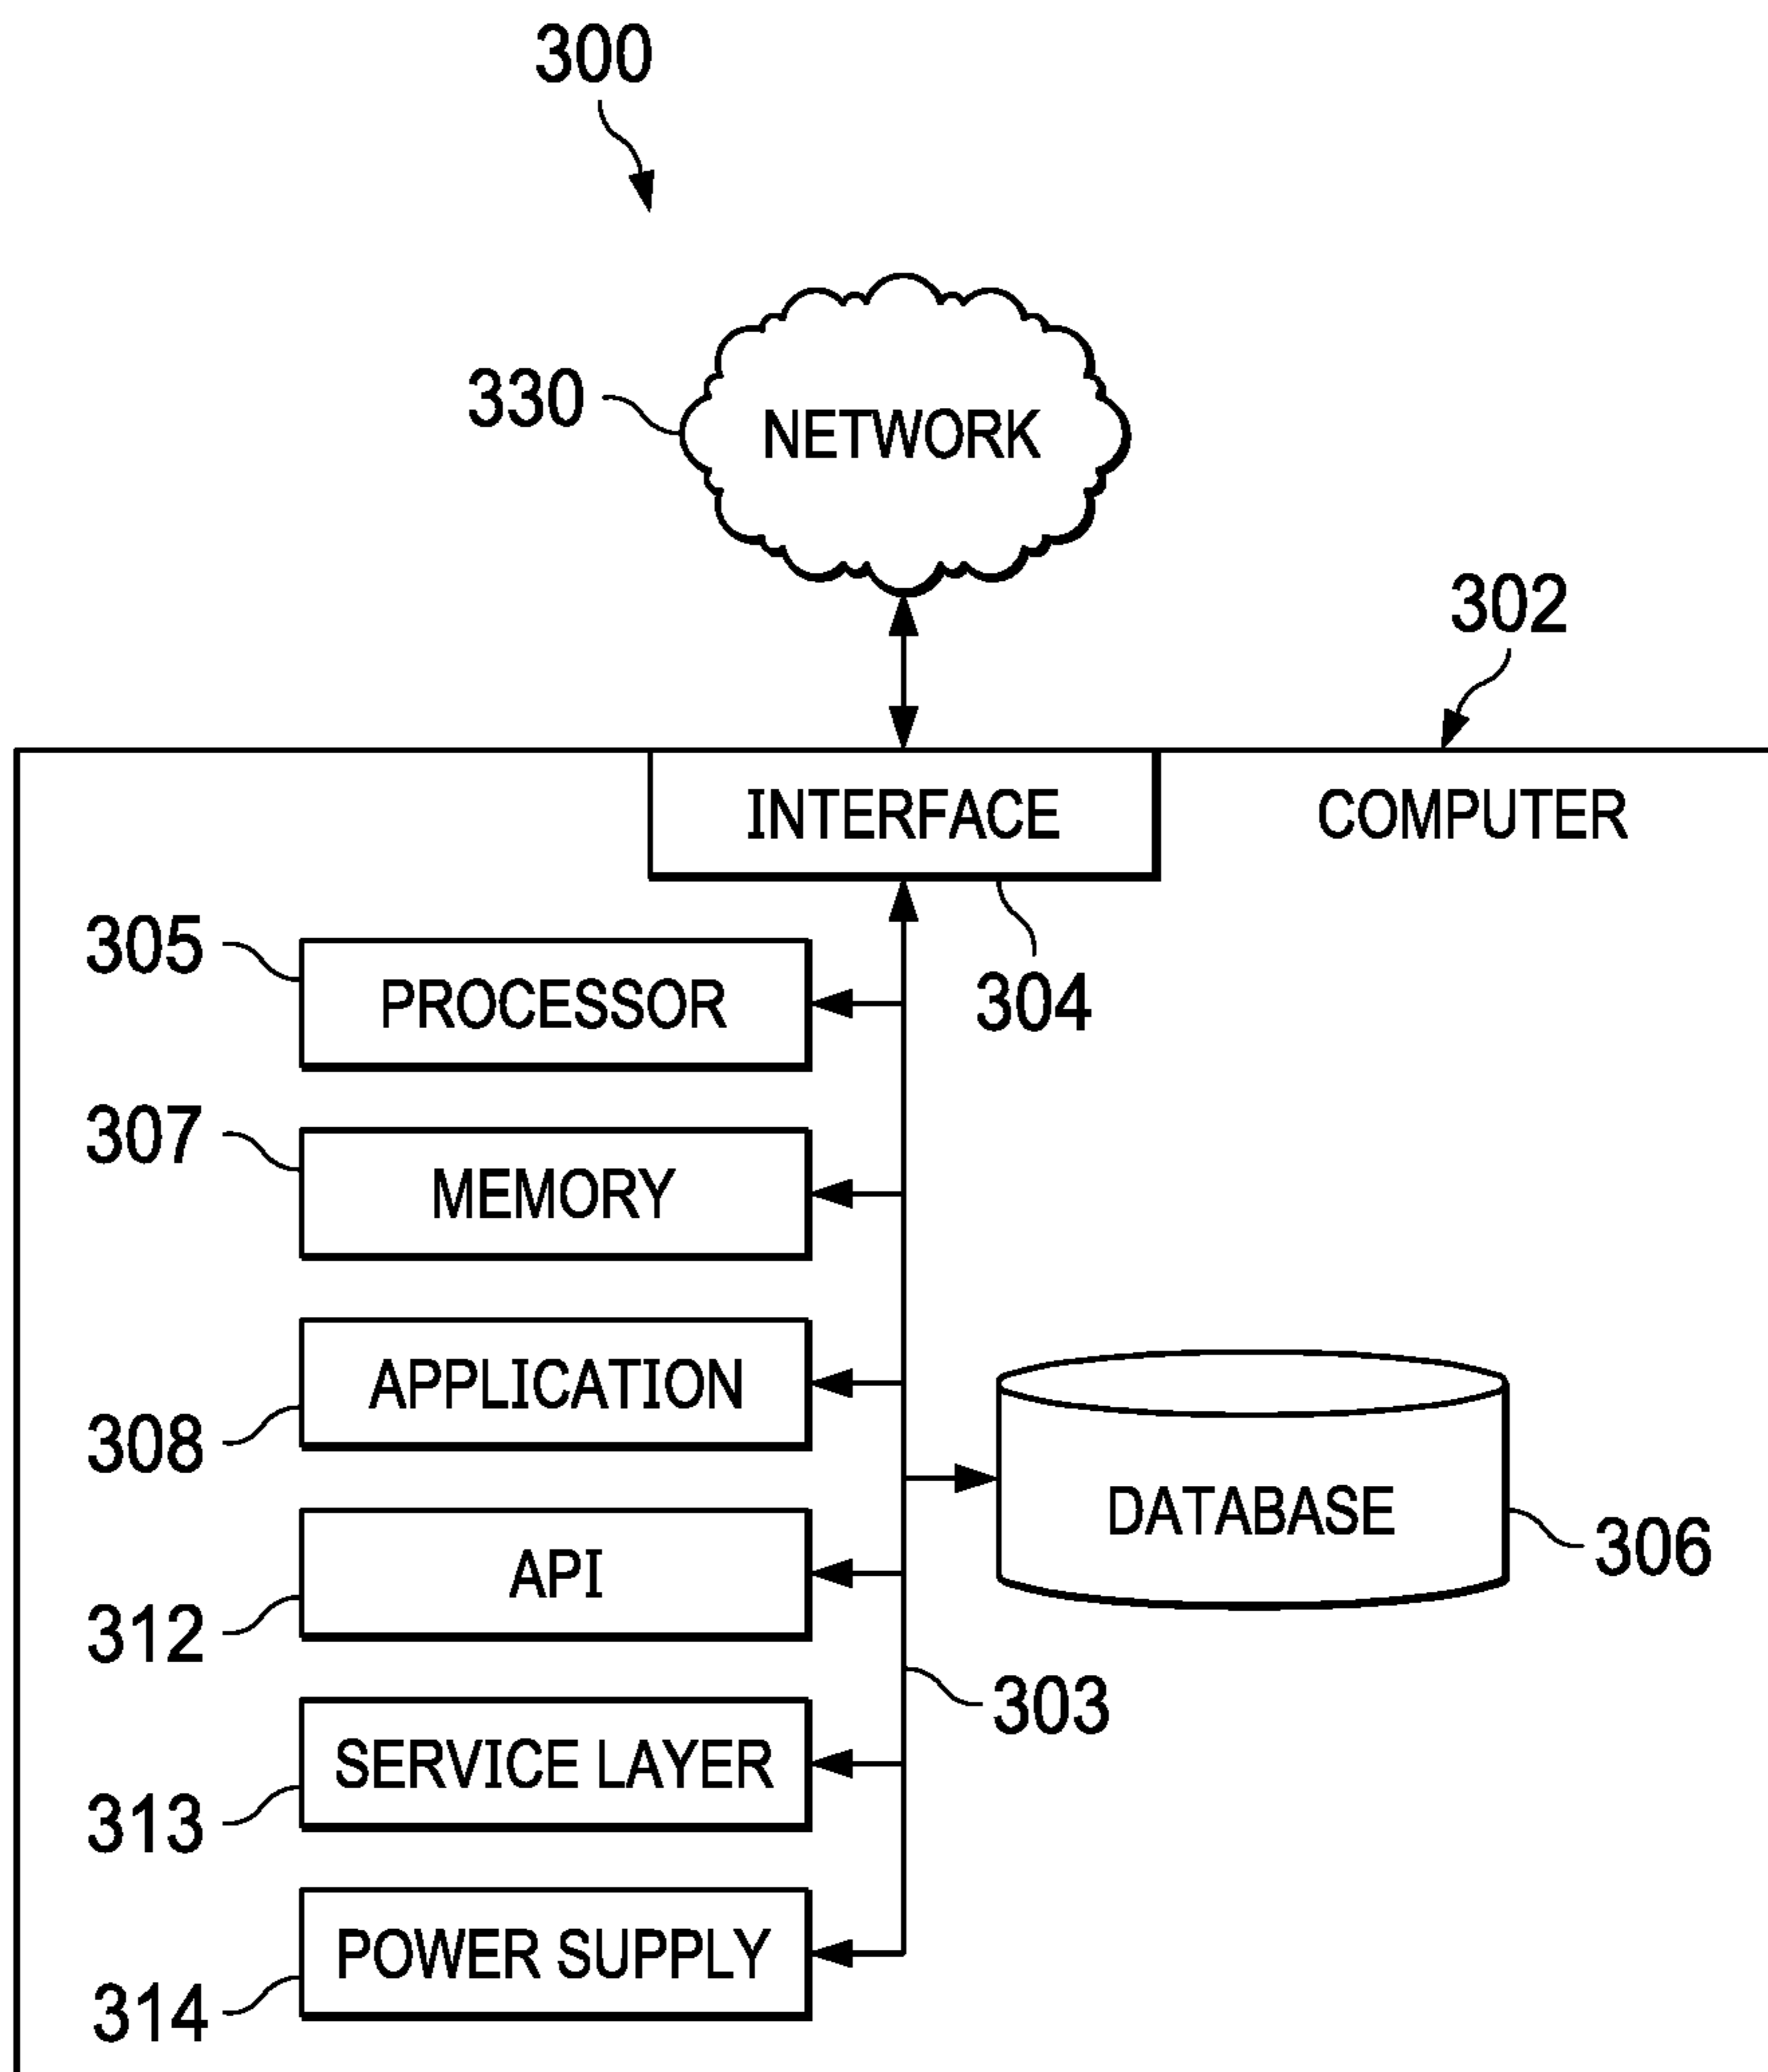 300
330
NETWORK
302
INTERFACE
COMPUTER
305
PROCESSOR
304
307
MEMORY
APPLICATION
308
DATABASE
306
API
312
303
SERVICE LAYER
313
POWER SUPPLY
314